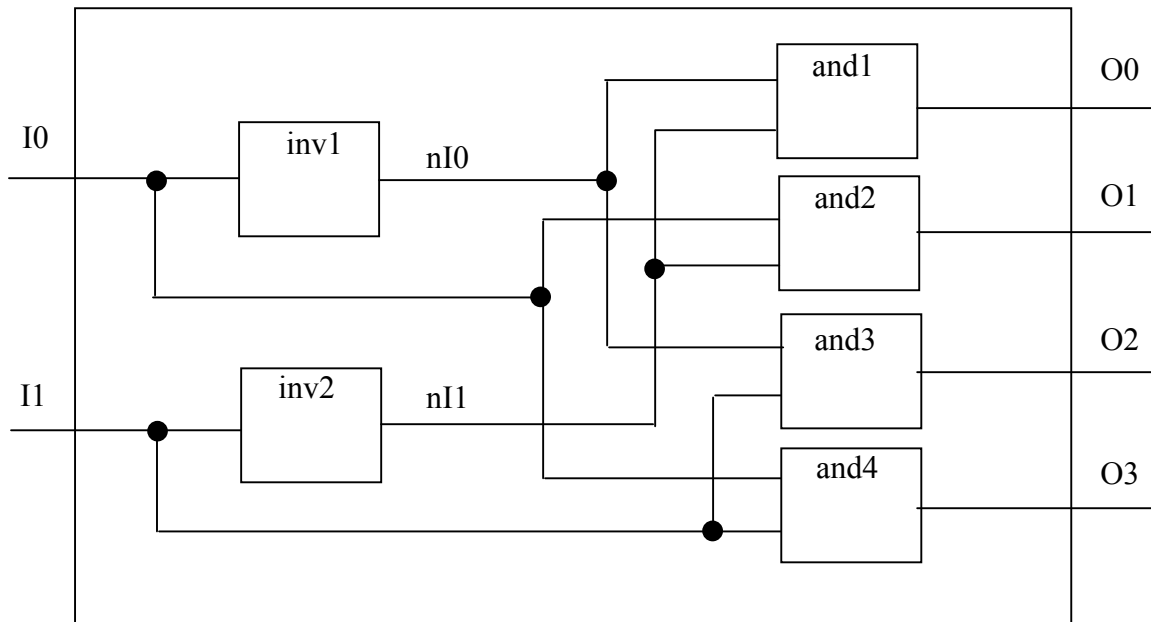 and1
O0
I0
inv1
nI0
and2
O1
and3
O2
I1
inv2
nI1
and4
O3